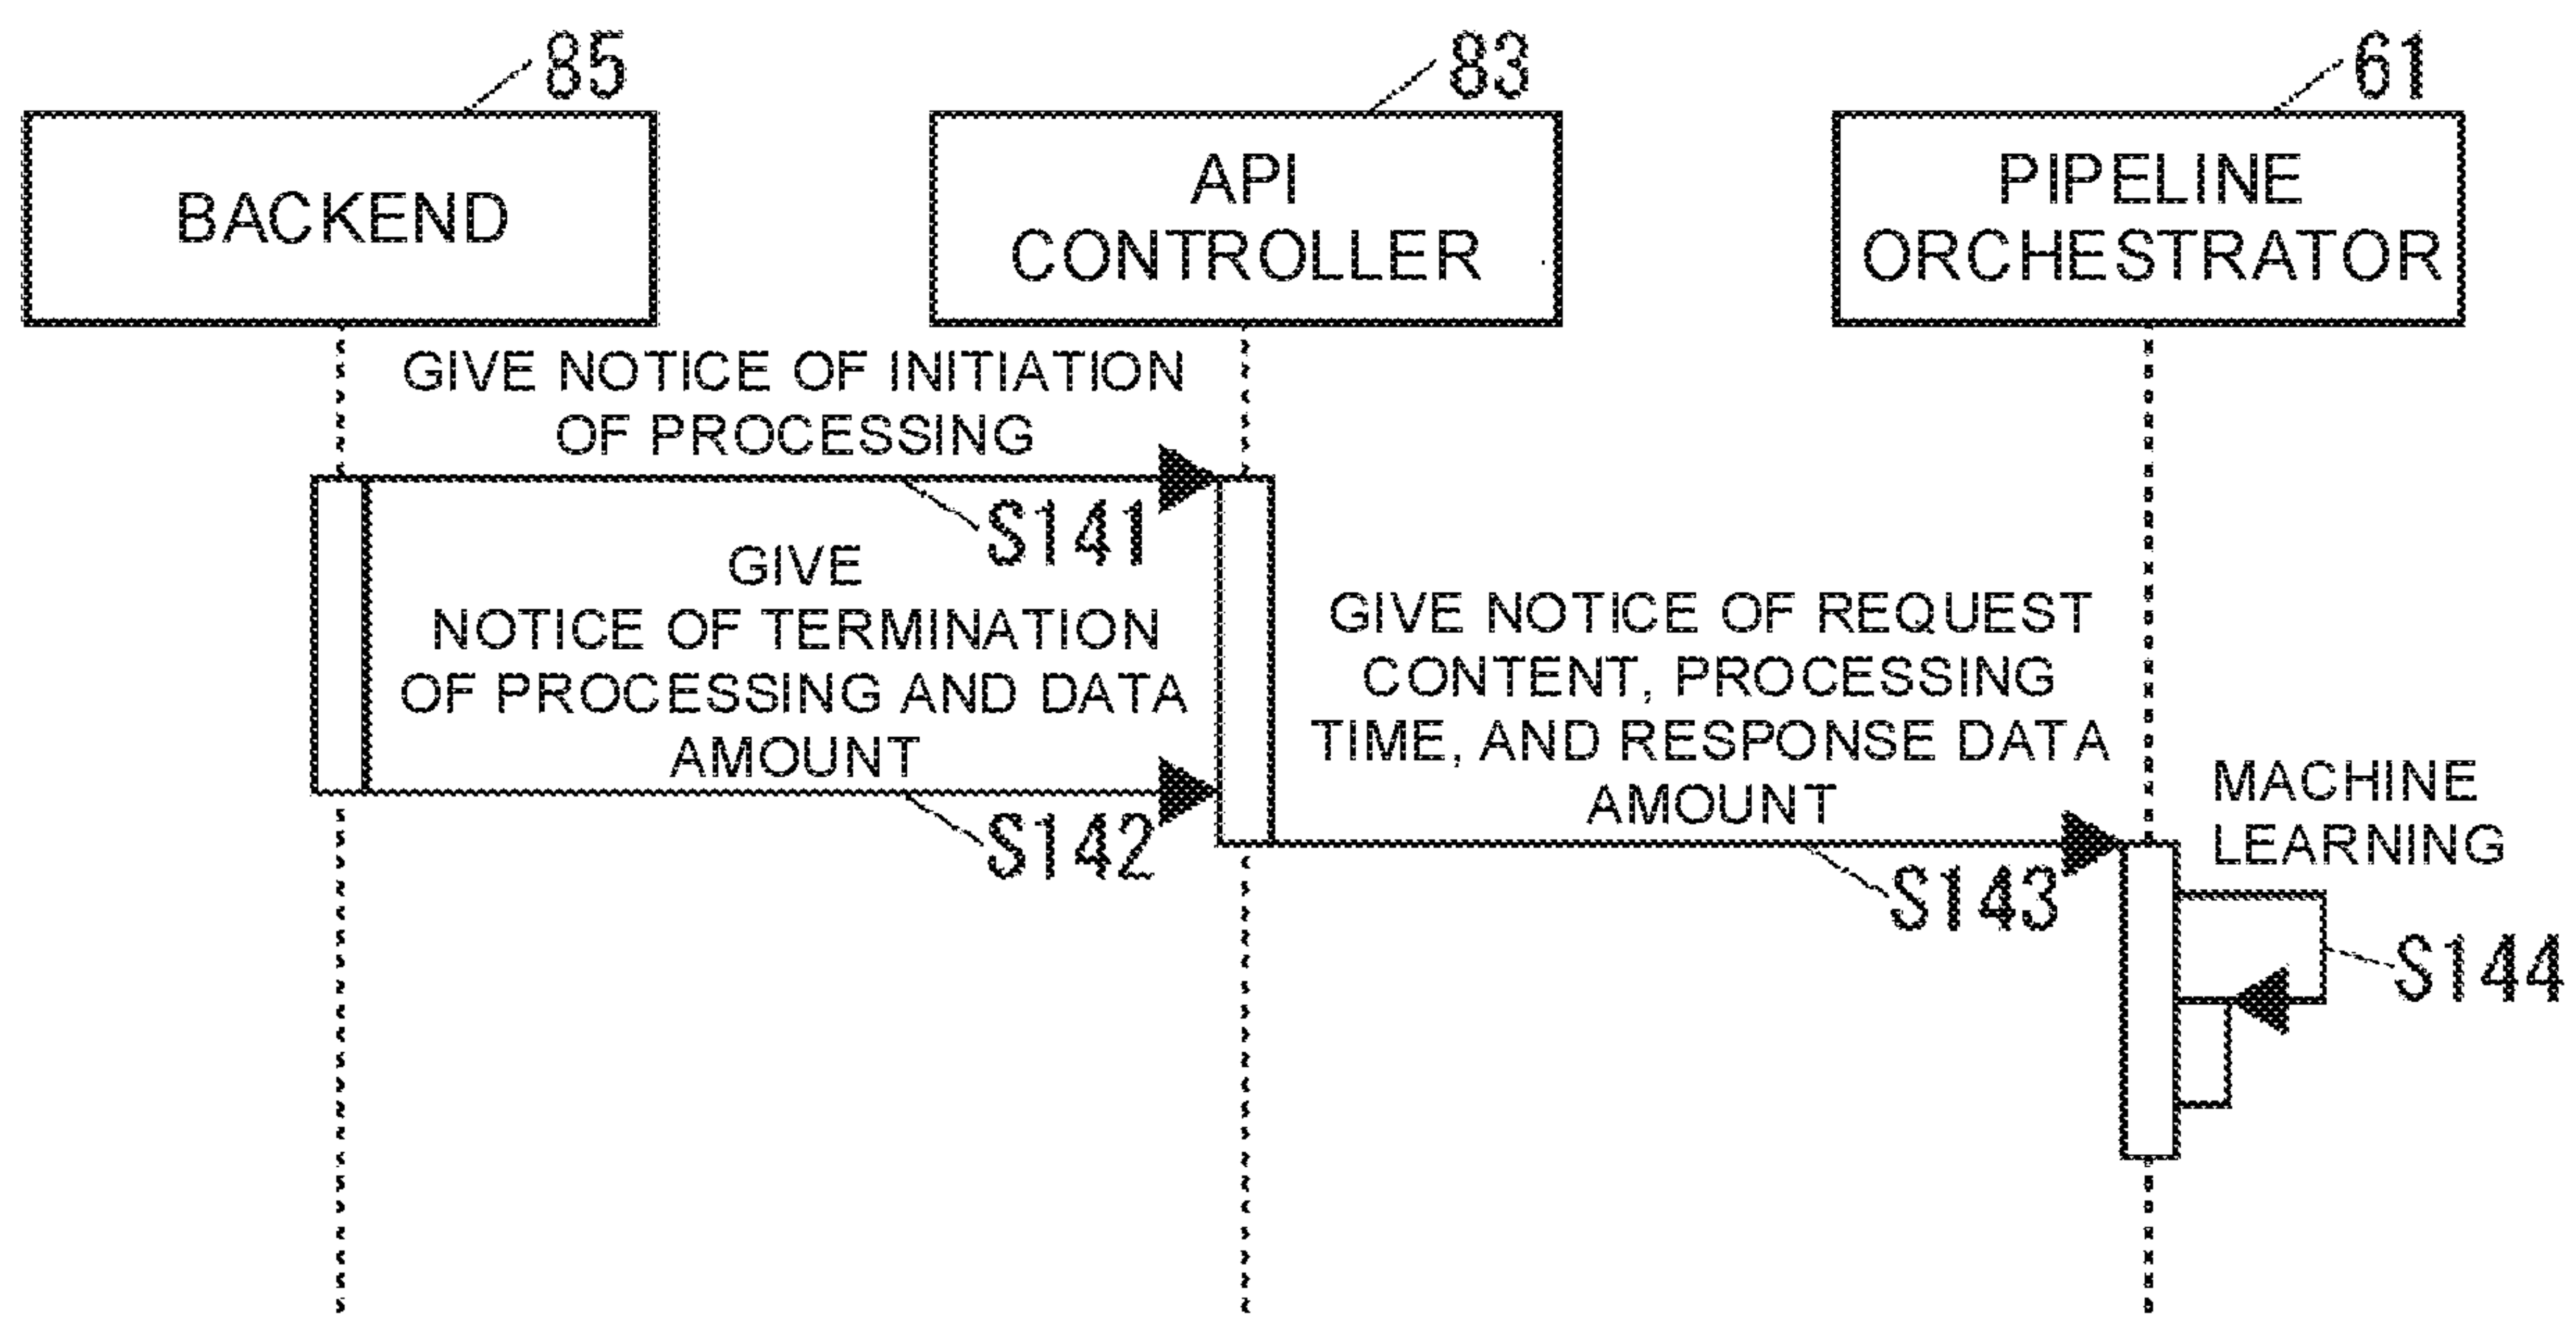 85
83
61
BACKEND
API
CONTROLLER
PIPELINE
ORCHESTRATOR
GIVE NOTICE OF INITIATION
OF PROCESSING
S141
GIVE
NOTICE OF TERMINATION
OF PROCESSING AND DATA
AMOUNT
S142
GIVE NOTICE OF REQUEST
CONTENT, PROCESSING
TIME, AND RESPONSE DATA
AMOUNT
S143
MACHINE
LEARNING
S144